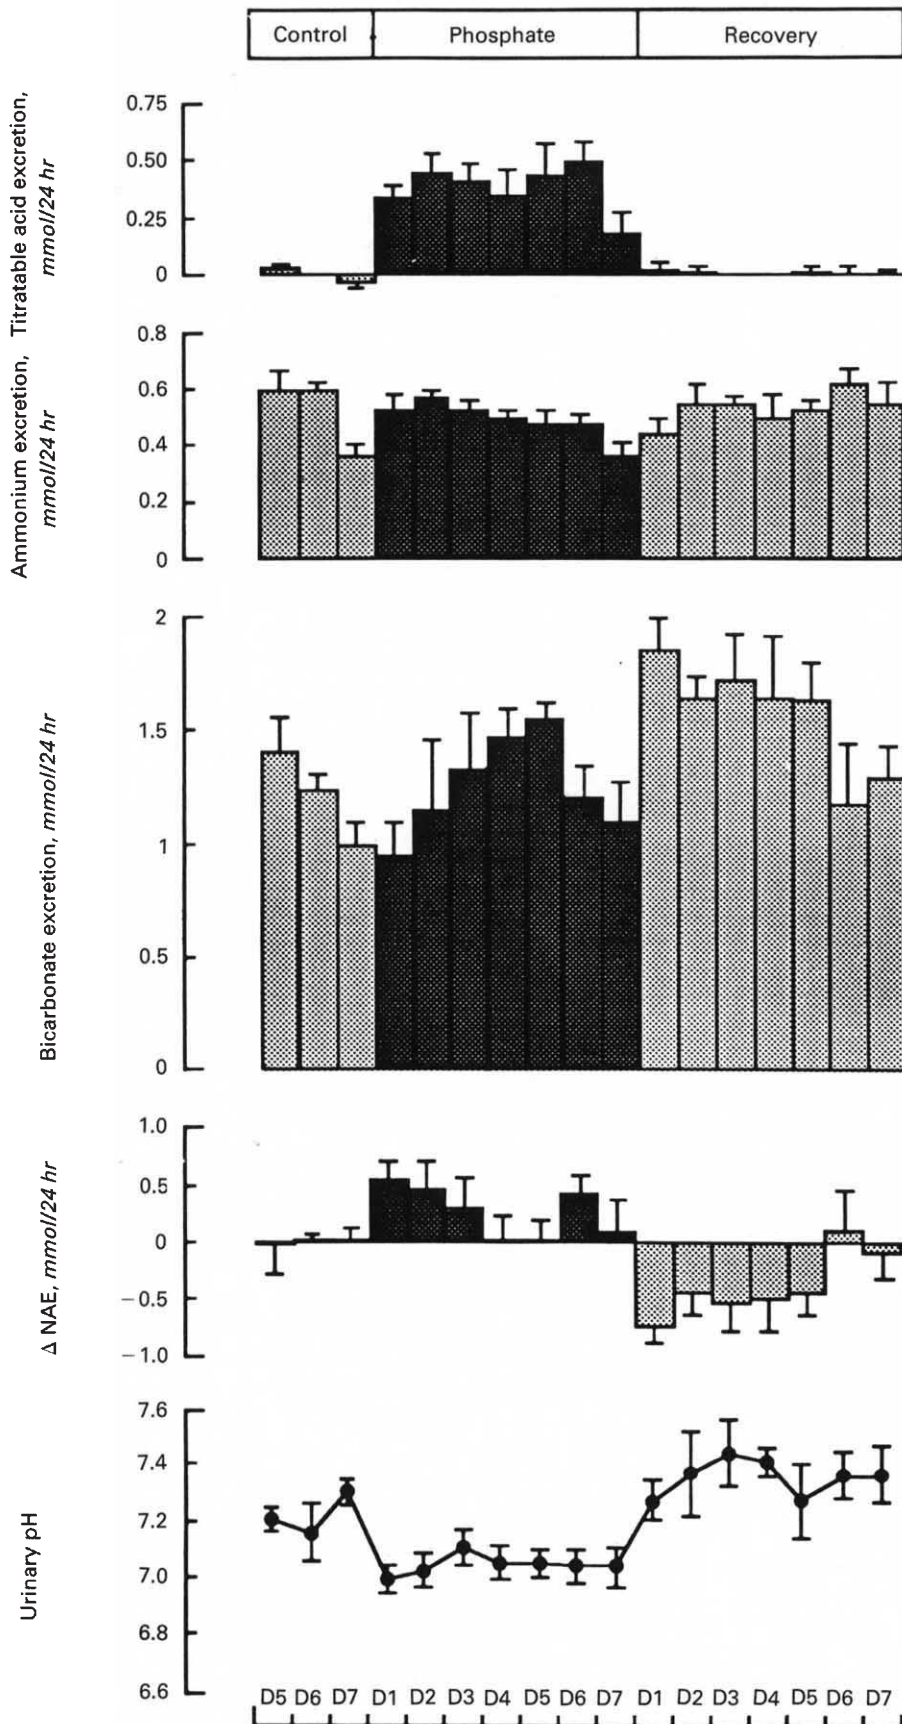 Control Phosphate Recovery
Titratable acid excretion,
mmol/24 hr
0.75
0.50
0.25
0
Ammonium excretion,
mmol/24 hr
0.8
0.6
0.4
0.2
0
Bicarbonate excretion, mmol/24 hr
2
1.5
1
0.5
0
Δ NAE, mmol/24 hr
1.0
0.5
0
−0.5
−1.0
Urinary pH
7.6
7.4
7.2
7.0
6.8
6.6
D5 D6 D7 D1 D2 D3 D4 D5 D6 D7 D1 D2 D3 D4 D5 D6 D7